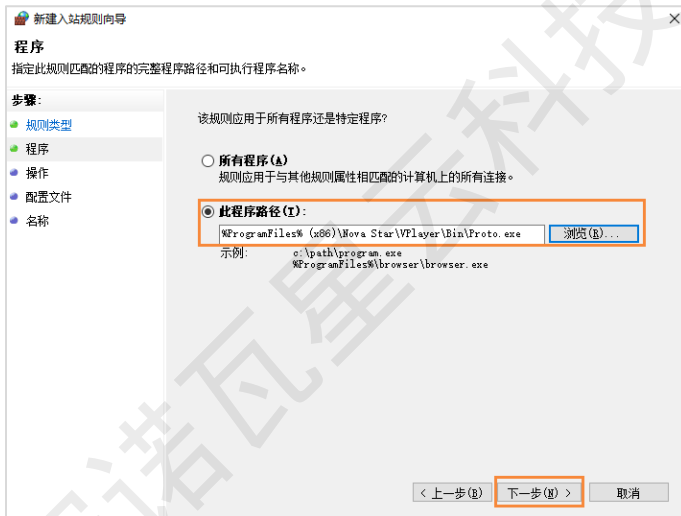 新建入站规则向导
程序
指定此规则匹配的程序的完整程序路径和可执行程序名称。
步骤:
规则类型
程序
操作
配置文件
名称
该规则应用于所有程序还是特定程序?
所有程序(A)
规则应用于与其他规则属性相匹配的计算机上的所有连接。
此程序路径(T):
%ProgramFiles% (x86)\Nova Star\VPlayer\Bin\Proto.exe 浏览(R)...
示例: c:\path\program.exe
%ProgramFiles%\browser\browser.exe
< 上一步(B) 下一步(N) > 取消
诺瓦星云科技